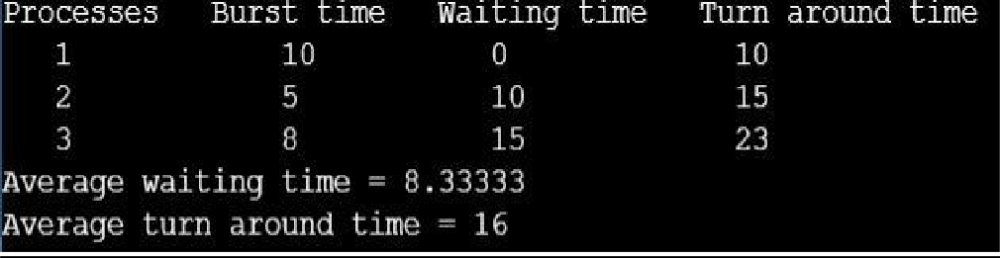 Processes Burst time Waiting time Turn around time
1 10 0 10
2 5 10 15
3 8 15 23
Average waiting time = 8.33333
Average turn around time = 16